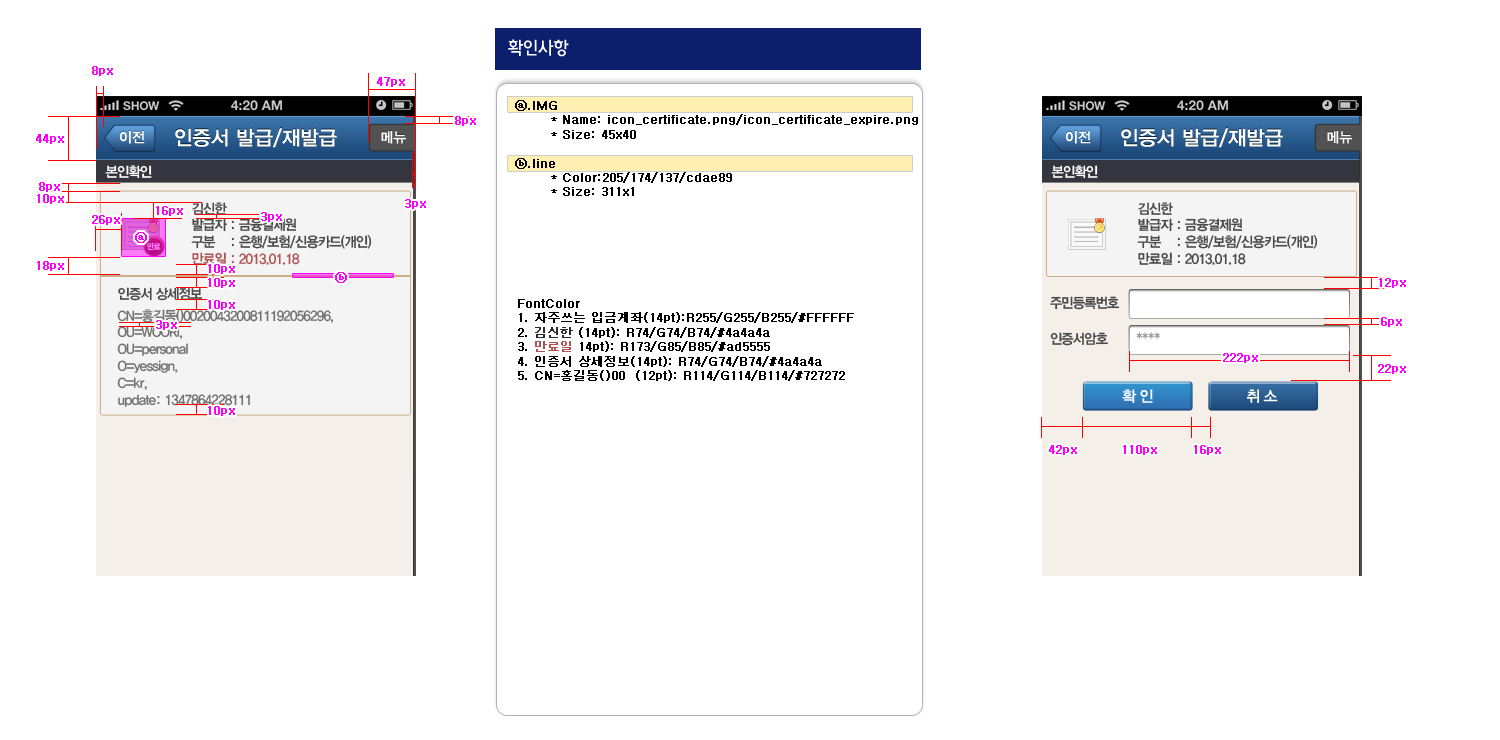 8px
47px
SHOW
4:20 AM
8px
44px
이전
인증서 발급/재발급
메뉴
본인확인
8px
10px
3px
26px
16px
3px
김신한
발급자 : 금융결제원
구분 : 은행/보험/신용카드(개인)
만료일 : 2013.01.18
ⓐ
만료
18px
10px
ⓑ
10px
인증서 상세정보
10px
CN=홍길동()0020043200811192056296,
3px
OU=WOORI,
OU=personal
O=yessign,
C=kr,
update: 1347864228111
10px
확인사항
ⓐ.IMG
* Name: icon_certificate.png/icon_certificate_expire.png
* Size: 45x40
ⓑ.line
* Color:205/174/137/cdae89
* Size: 311x1
FontColor
1. 자주쓰는 입금계좌(14pt):R255/G255/B255/#FFFFFF
2. 김신한 (14pt): R74/G74/B74/#4a4a4a
3. 만료일 14pt): R173/G85/B85/#ad5555
4. 인증서 상세정보(14pt): R74/G74/B74/#4a4a4a
5. CN=홍길동()00 (12pt): R114/G114/B114/#727272
SHOW
4:20 AM
이전
인증서 발급/재발급
메뉴
본인확인
김신한
발급자 : 금융결제원
구분 : 은행/보험/신용카드(개인)
만료일 : 2013.01.18
12px
주민등록번호
6px
인증서암호
****
222px
22px
확인
취소
42px
110px
16px